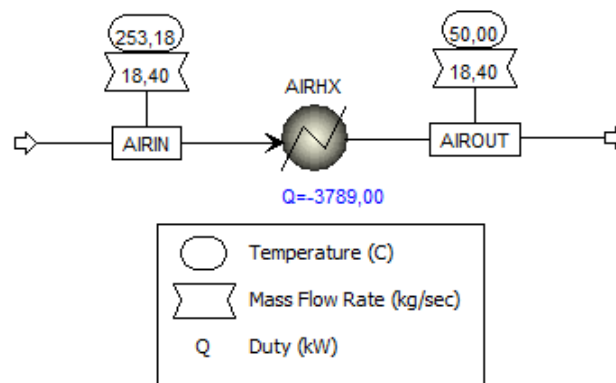 253,18
18,40
AIRIN
AIRHX
Q=-3789,00
50,00
18,40
AIROUT
Temperature (C)
Mass Flow Rate (kg/sec)
Q Duty (kW)